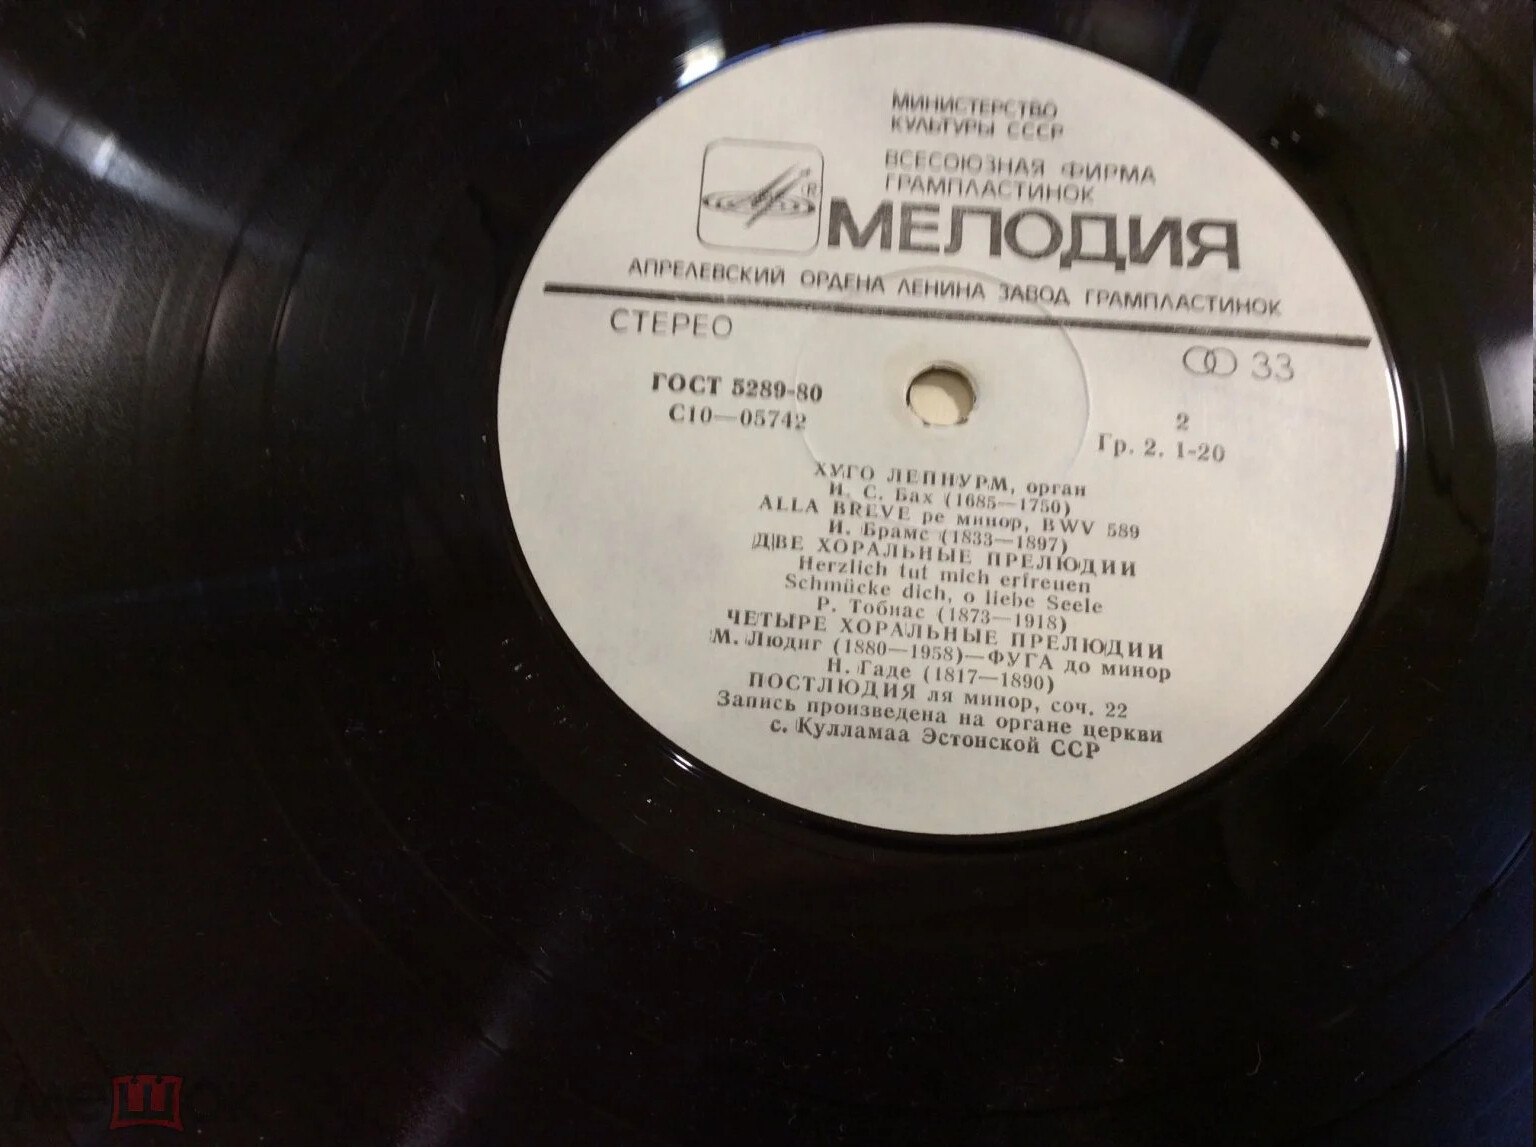 МИНИСТЕРСТВО
КУЛЬТУРЫ СССР
ВСЕСОЮЗНАЯ ФИРМА
ГРАМПЛАСТИНОК
МЕЛОДИЯ
АПРЕЛЕВСКИЙ ОРДЕНА ЛЕНИНА ЗАВОД ГРАМПЛАСТИНОК
СТЕРЕО
33
ГОСТ 5289-80
С10—05742
2
Гр. 2. 1-20
ХУГО ЛЕПНУРМ, орган
И. С. Бах (1685—1750)
ALLA BREVE ре минор, BWV 589
И. Брамс (1833—1897)
ДВЕ ХОРАЛЬНЫЕ ПРЕЛЮДИИ
Herzlich tut mich erfreuen
Schmücke dich, o liebe Seele
Р. Тобиас (1873—1918)
ЧЕТЫРЕ ХОРАЛЬНЫЕ ПРЕЛЮДИИ
М. Людиг (1880—1958)—ФУГА до минор
Н. Гаде (1817—1890)
ПОСТЛЮДИЯ ля минор, соч. 22
Запись произведена на органе церкви
с. Кулламаа Эстонской ССР
мешок